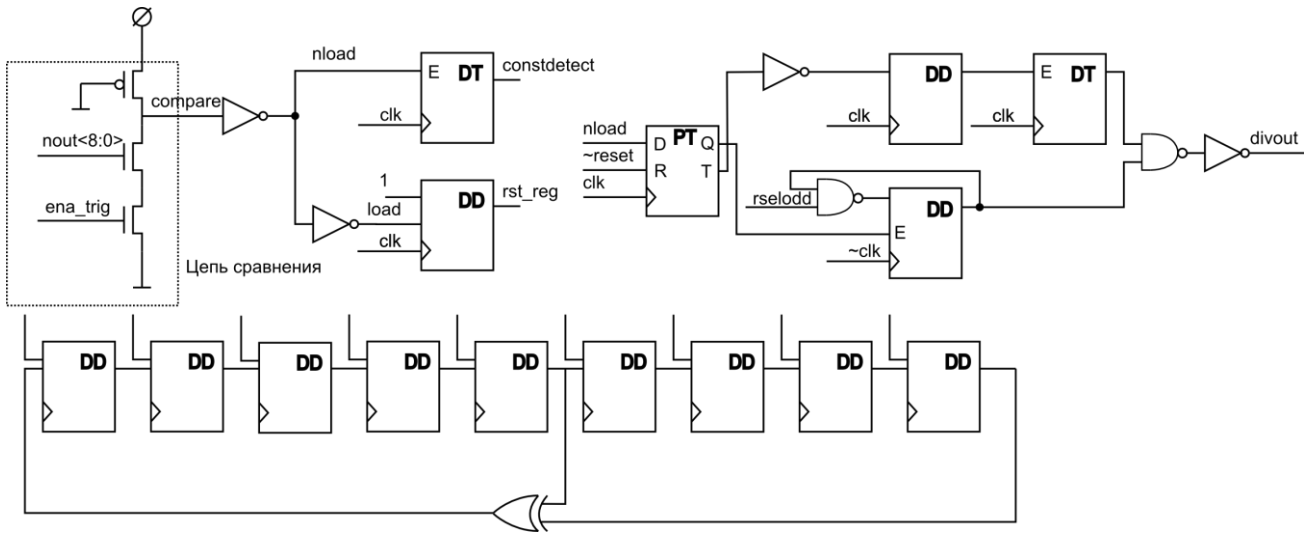 nload
E DT
constdetect
clk
compare
nout<8:0>
ena_trig
Цепь сравнения
1
DD
rst_reg
load
clk
nload
~reset
clk
D PT Q
R T
DD
clk
E DT
clk
divout
rselodd
DD
E
~clk
DD DD DD DD DD DD DD DD DD